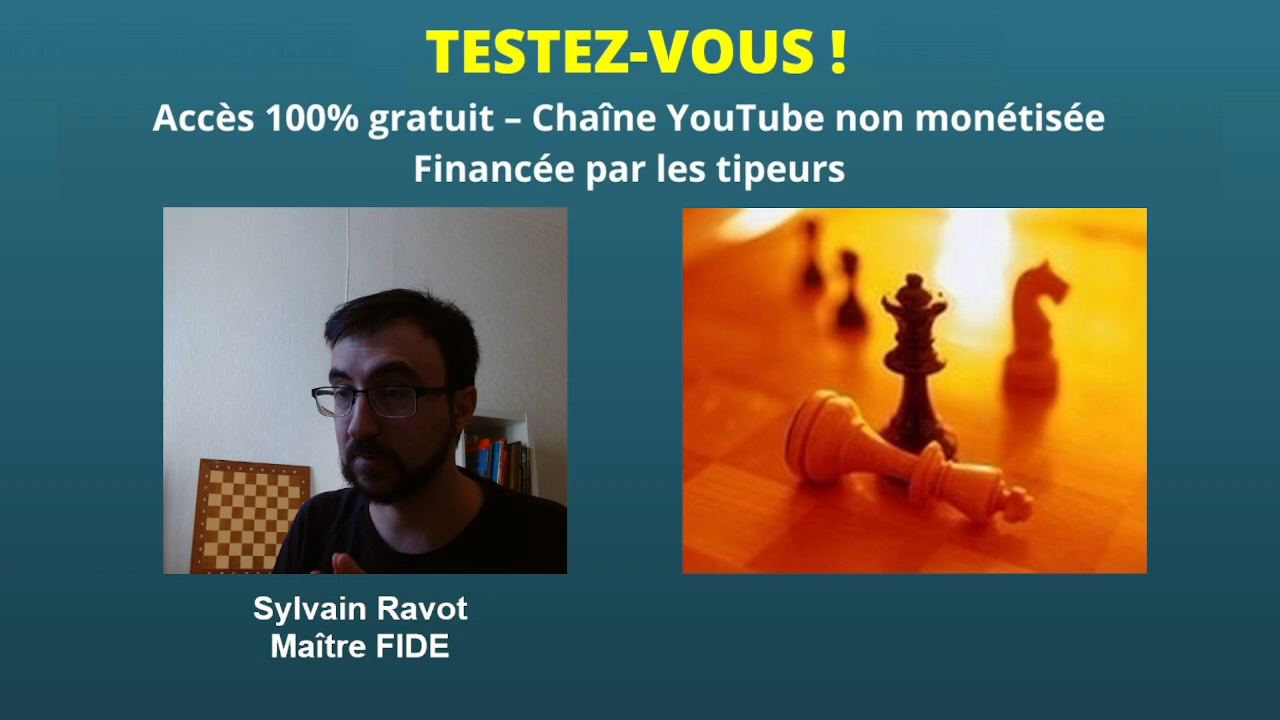 TESTEZ-VOUS !
Accès 100% gratuit – Chaîne YouTube non monétisée
Financée par les tipeurs
Sylvain Ravot
Maître FIDE